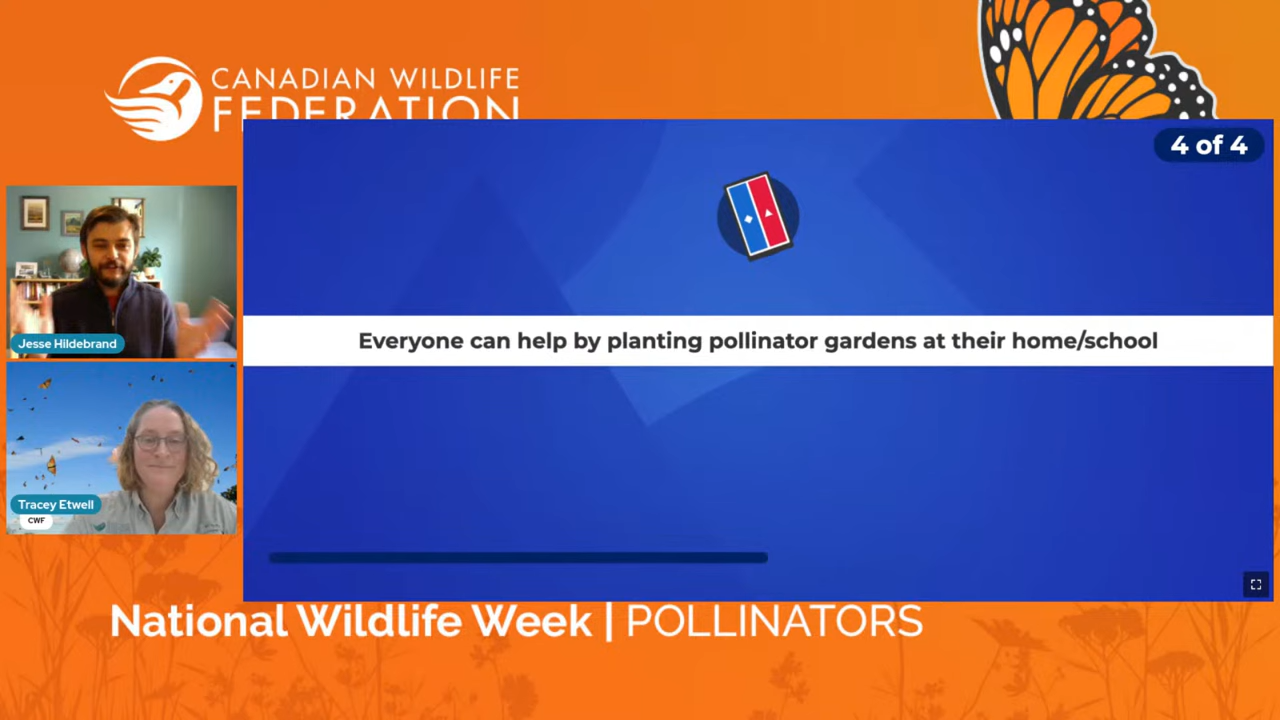 CANADIAN WILDLIFE
FEDERATION
4 of 4
Everyone can help by planting pollinator gardens at their home/school
Jesse Hildebrand
Tracey Etwell
CWF
National Wildlife Week | POLLINATORS